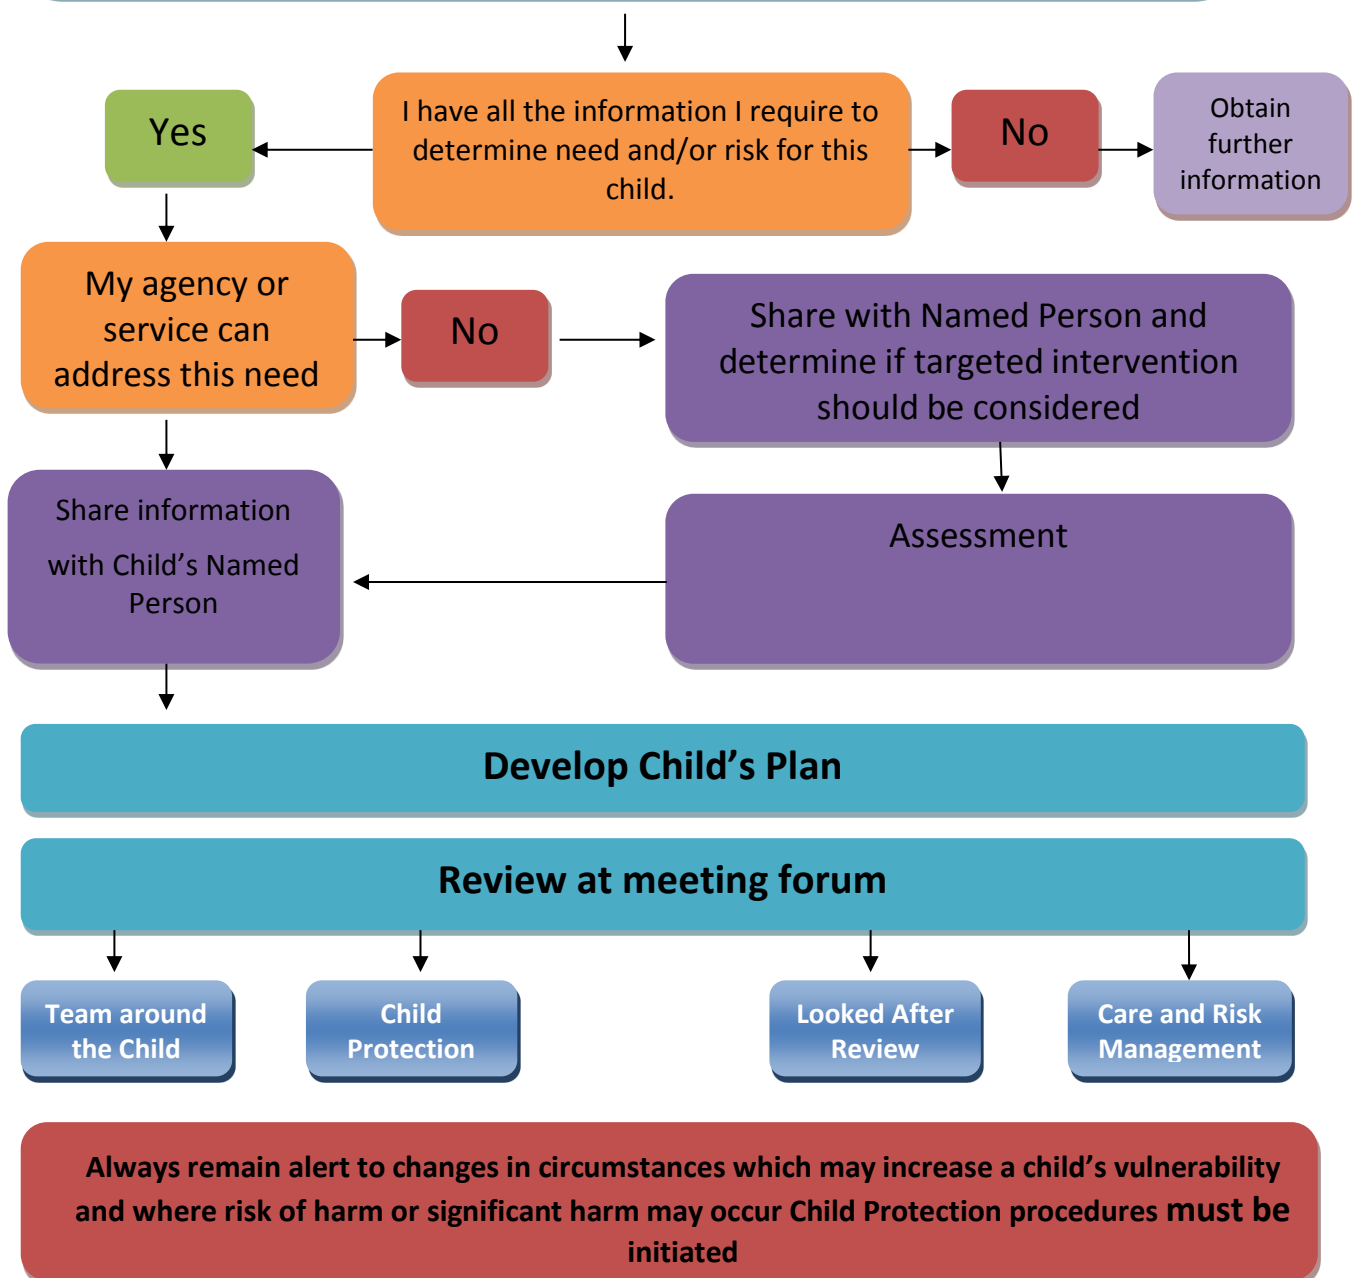 Yes
I have all the information I require to
determine need and/or risk for this
child.
No
Obtain
further
information
My agency or
service can
address this need
No
Share with Named Person and
determine if targeted intervention
should be considered
Share information
with Child’s Named
Person
Assessment
Develop Child’s Plan
Review at meeting forum
Team around
the Child
Child
Protection
Looked After
Review
Care and Risk
Management
Always remain alert to changes in circumstances which may increase a child’s vulnerability
and where risk of harm or significant harm may occur Child Protection procedures must be
initiated